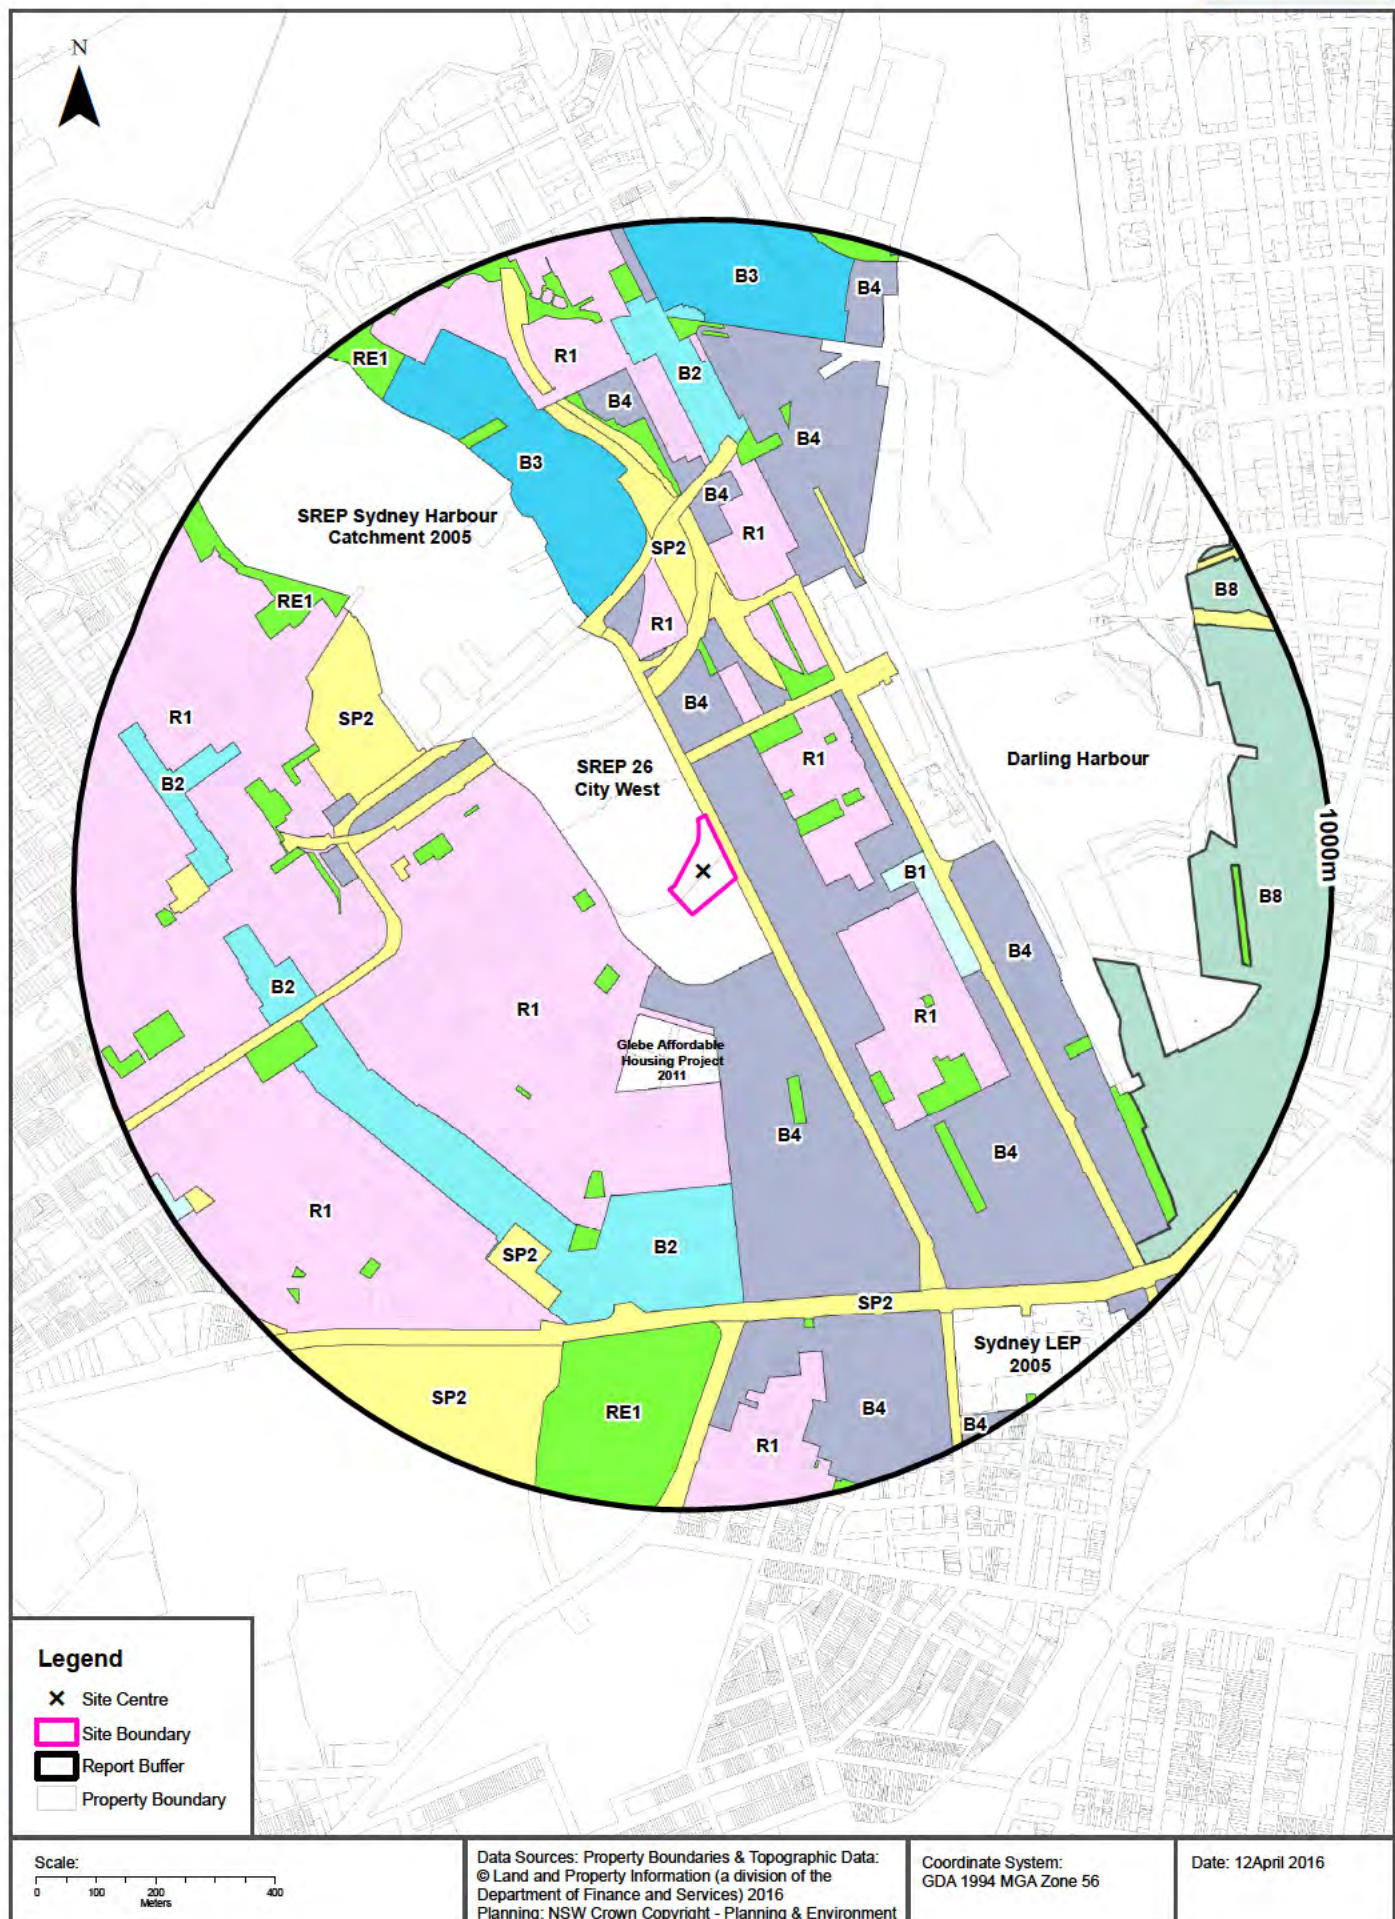 N
B3
B4
RE1
R1
B2
B4
B4
B3
B4
SREP Sydney Harbour
Catchment 2005
R1
SP2
B8
RE1
R1
B4
R1
SP2
SREP 26
City West
R1
Darling Harbour
B2
1000m
B1
B8
B4
B2
R1
R1
Glebe Affordable
Housing Project
2011
B4
B4
R1
B2
SP2
SP2
Sydney LEP
2005
SP2
RE1
B4
B4
R1
Legend
Site Centre
Site Boundary
Report Buffer
Property Boundary
Scale:
0 100 200 400
Meters
Data Sources: Property Boundaries & Topographic Data:
© Land and Property Information (a division of the
Department of Finance and Services) 2016
Planning: NSW Crown Copyright - Planning & Environment
Coordinate System:
GDA 1994 MGA Zone 56
Date: 12April 2016